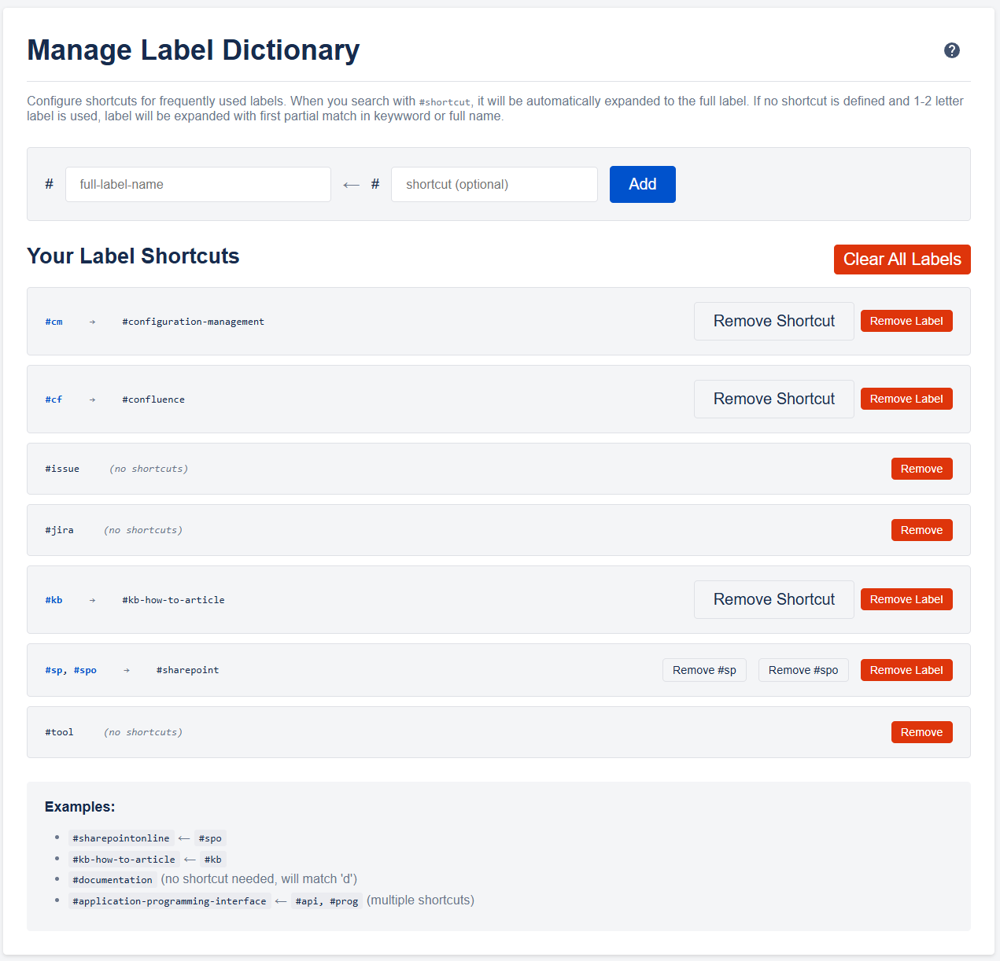 Manage Label Dictionary
?
Configure shortcuts for frequently used labels. When you search with #shortcut, it will be automatically expanded to the full label. If no shortcut is defined and 1-2 letter
label is used, label will be expanded with first partial match in keywword or full name.
# full-label-name ← # shortcut (optional) Add
Your Label Shortcuts Clear All Labels
#cm → #configuration-management Remove Shortcut Remove Label
#cf → #confluence Remove Shortcut Remove Label
#issue (no shortcuts) Remove
#jira (no shortcuts) Remove
#kb → #kb-how-to-article Remove Shortcut Remove Label
#sp, #spo → #sharepoint Remove #sp Remove #spo Remove Label
#tool (no shortcuts) Remove
Examples:
• #sharepointonline ← #spo
• #kb-how-to-article ← #kb
• #documentation (no shortcut needed, will match 'd')
• #application-programming-interface ← #api, #prog (multiple shortcuts)